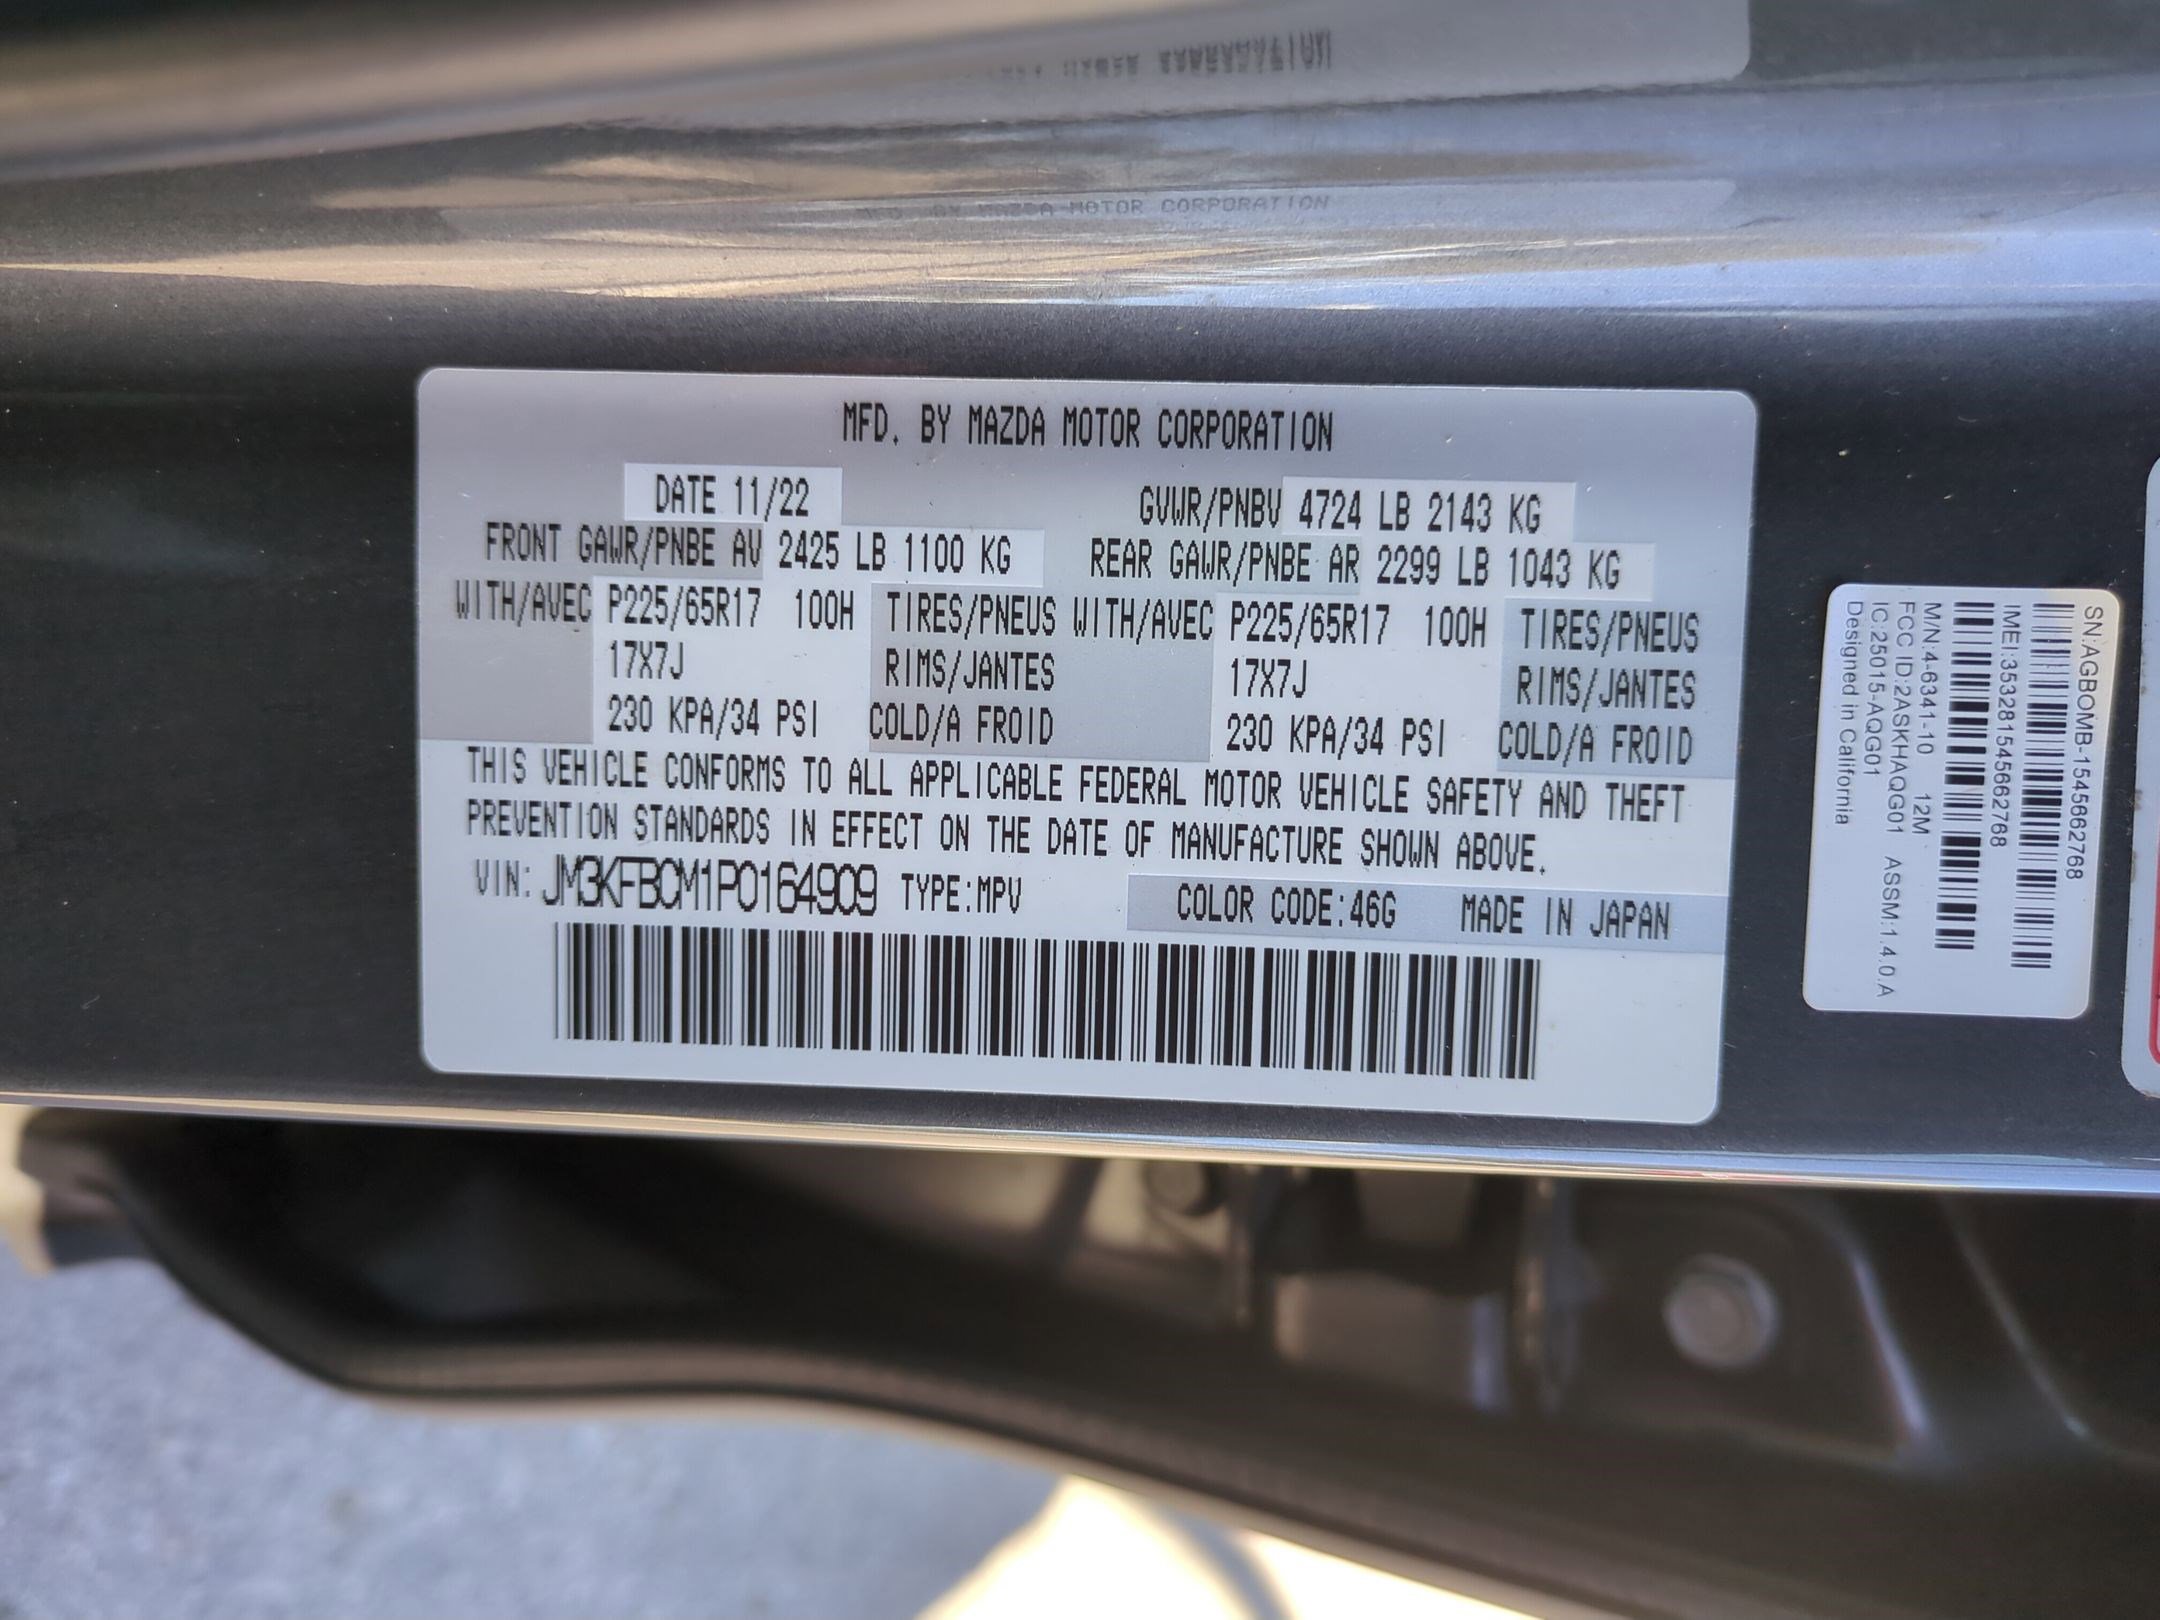 MFD. BY MAZDA MOTOR CORPORATION
MFD. BY MAZDA MOTOR CORPORATION
DATE 11/22 GVWR/PNBV 4724 LB 2143 KG
FRONT GAWR/PNBE AV 2425 LB 1100 KG REAR GAWR/PNBE AR 2299 LB 1043 KG
WITH/AVEC P225/65R17 100H TIRES/PNEUS WITH/AVEC P225/65R17 100H TIRES/PNEUS
17X7J RIMS/JANTES 17X7J RIMS/JANTES
230 KPA/34 PSI COLD/A FROID 230 KPA/34 PSI COLD/A FROID
THIS VEHICLE CONFORMS TO ALL APPLICABLE FEDERAL MOTOR VEHICLE SAFETY AND THEFT
PREVENTION STANDARDS IN EFFECT ON THE DATE OF MANUFACTURE SHOWN ABOVE.
VIN: JM3KFBCM1P0164909 TYPE:MPV COLOR CODE:46G MADE IN JAPAN
SN:AGBOMB-1545662768
IMEI:353281545662768
M/N:4-6341-10 12M
FCC ID:2ASKHAQG01 ASSM:1.4.0.A
IC:25015-AQG01
Designed in California